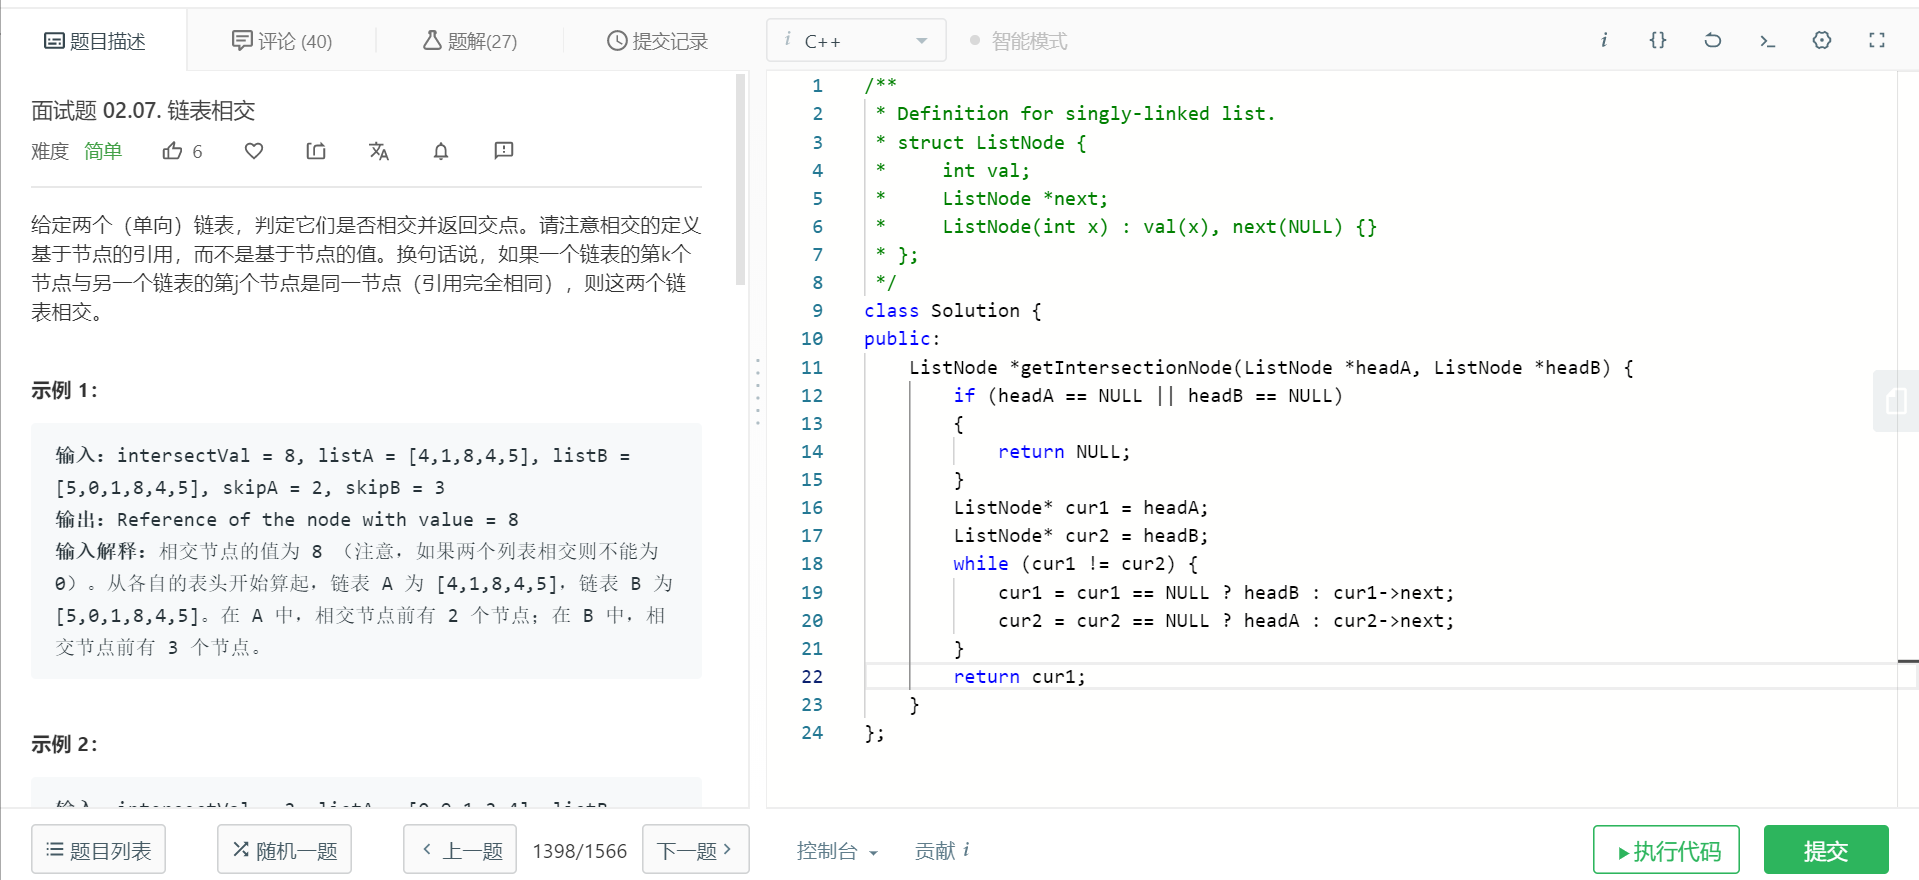 题目描述
评论 (40)
题解(27)
提交记录
i C++
智能模式
i {} >_
面试题 02.07. 链表相交
难度 简单 6
给定两个（单向）链表，判定它们是否相交并返回交点。请注意相交的定义
基于节点的引用，而不是基于节点的值。换句话说，如果一个链表的第k个
节点与另一个链表的第j个节点是同一节点（引用完全相同），则这两个链
表相交。
示例 1：
输入：intersectVal = 8, listA = [4,1,8,4,5], listB =
[5,0,1,8,4,5], skipA = 2, skipB = 3
输出：Reference of the node with value = 8
输入解释：相交节点的值为 8 （注意，如果两个列表相交则不能为
0）。从各自的表头开始算起，链表 A 为 [4,1,8,4,5]，链表 B 为
[5,0,1,8,4,5]。在 A 中，相交节点前有 2 个节点；在 B 中，相
交节点前有 3 个节点。
示例 2：
1 /**
2 * Definition for singly-linked list.
3 * struct ListNode {
4 *     int val;
5 *     ListNode *next;
6 *     ListNode(int x) : val(x), next(NULL) {}
7 * };
8 */
9 class Solution {
10 public:
11     ListNode *getIntersectionNode(ListNode *headA, ListNode *headB) {
12         if (headA == NULL || headB == NULL)
13         {
14             return NULL;
15         }
16         ListNode* cur1 = headA;
17         ListNode* cur2 = headB;
18         while (cur1 != cur2) {
19             cur1 = cur1 == NULL ? headB : cur1->next;
20             cur2 = cur2 == NULL ? headA : cur2->next;
21         }
22         return cur1;
23     }
24 };
题目列表
随机一题
上一题
1398/1566
下一题
控制台
贡献 i
执行代码
提交